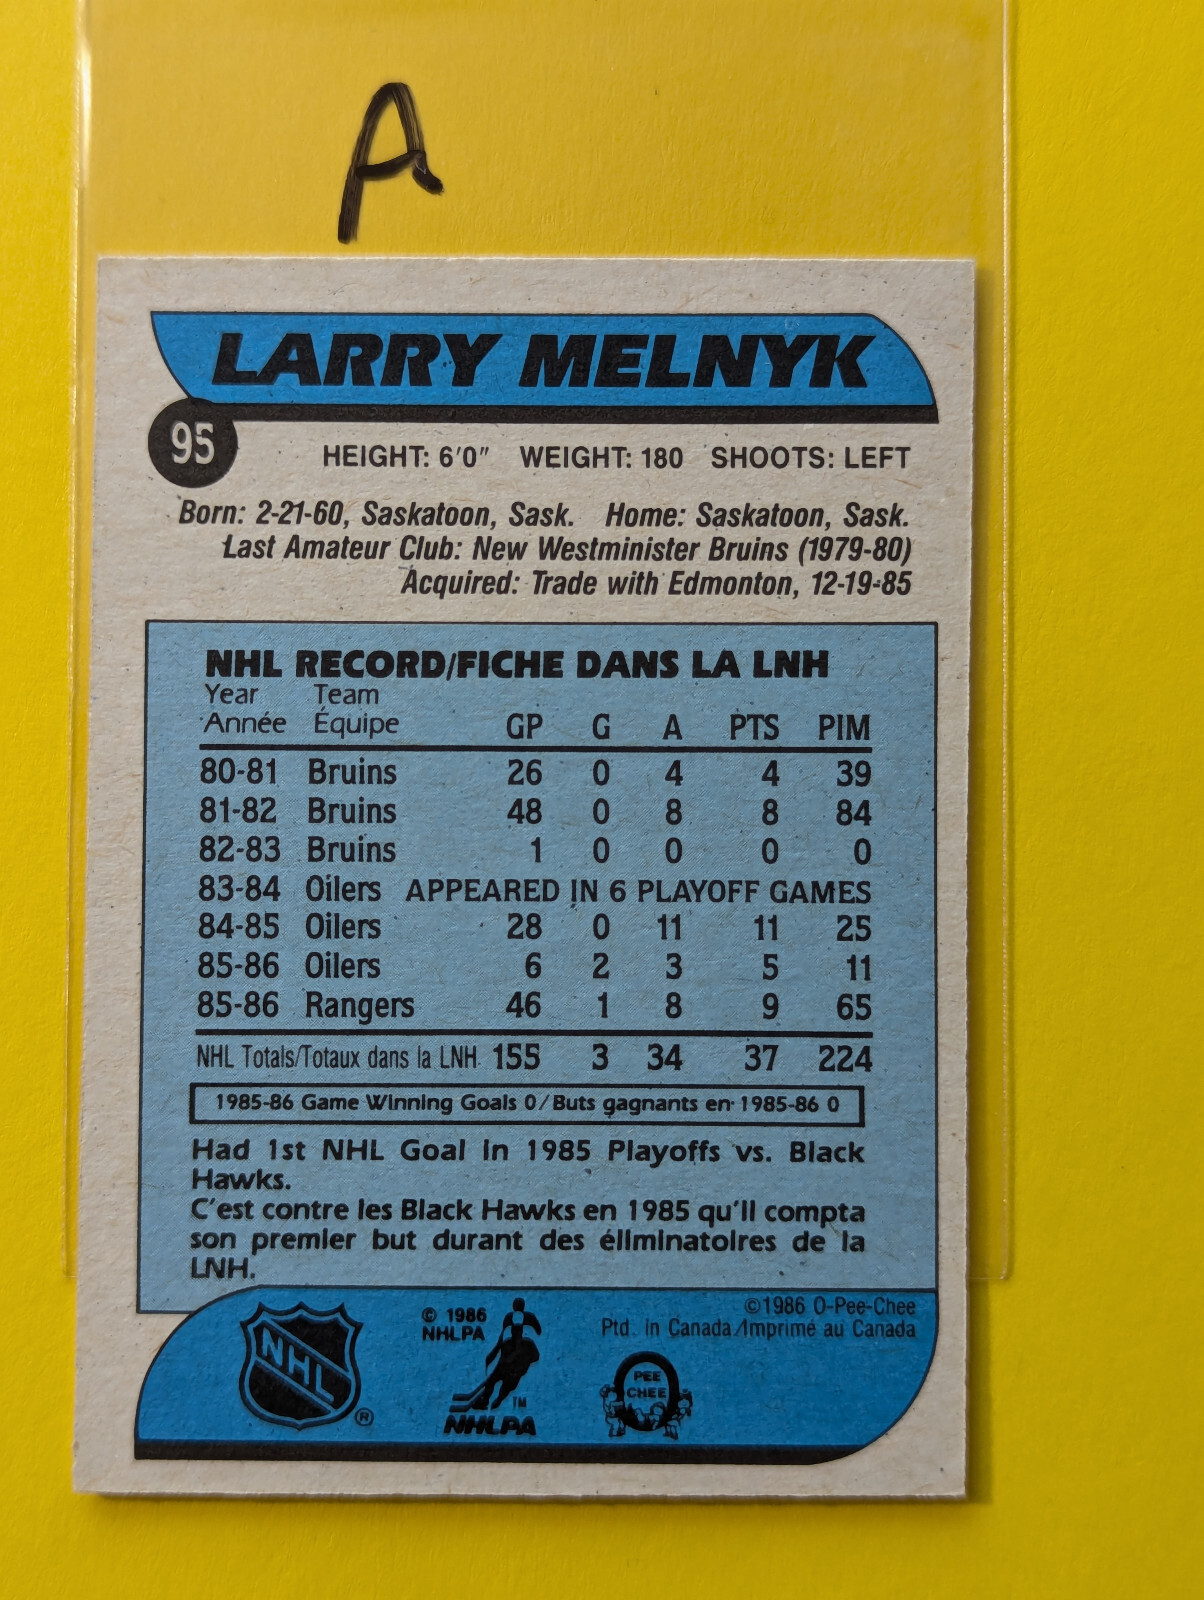 A
LARRY MELNYK
95
HEIGHT: 6'0" WEIGHT: 180 SHOOTS: LEFT
Born: 2-21-60, Saskatoon, Sask. Home: Saskatoon, Sask.
Last Amateur Club: New Westminister Bruins (1979-80)
Acquired: Trade with Edmonton, 12-19-85
NHL RECORD/FICHE DANS LA LNH
Year Team
Année Équipe GP G A PTS PIM
80-81 Bruins 26 0 4 4 39
81-82 Bruins 48 0 8 8 84
82-83 Bruins 1 0 0 0 0
83-84 Oilers APPEARED IN 6 PLAYOFF GAMES
84-85 Oilers 28 0 11 11 25
85-86 Oilers 6 2 3 5 11
85-86 Rangers 46 1 8 9 65
NHL Totals/Totaux dans la LNH 155 3 34 37 224
1985-86 Game Winning Goals 0/Buts gagnants en 1985-86 0
Had 1st NHL Goal in 1985 Playoffs vs. Black
Hawks.
C'est contre les Black Hawks en 1985 qu'il compta
son premier but durant des éliminatoires de la
LNH.
©1986 O-Pee-Chee
Ptd. in Canada/Imprimé au Canada
© 1986
NHLPA
NHL
®
TM
NHLPA
PEE
CHEE